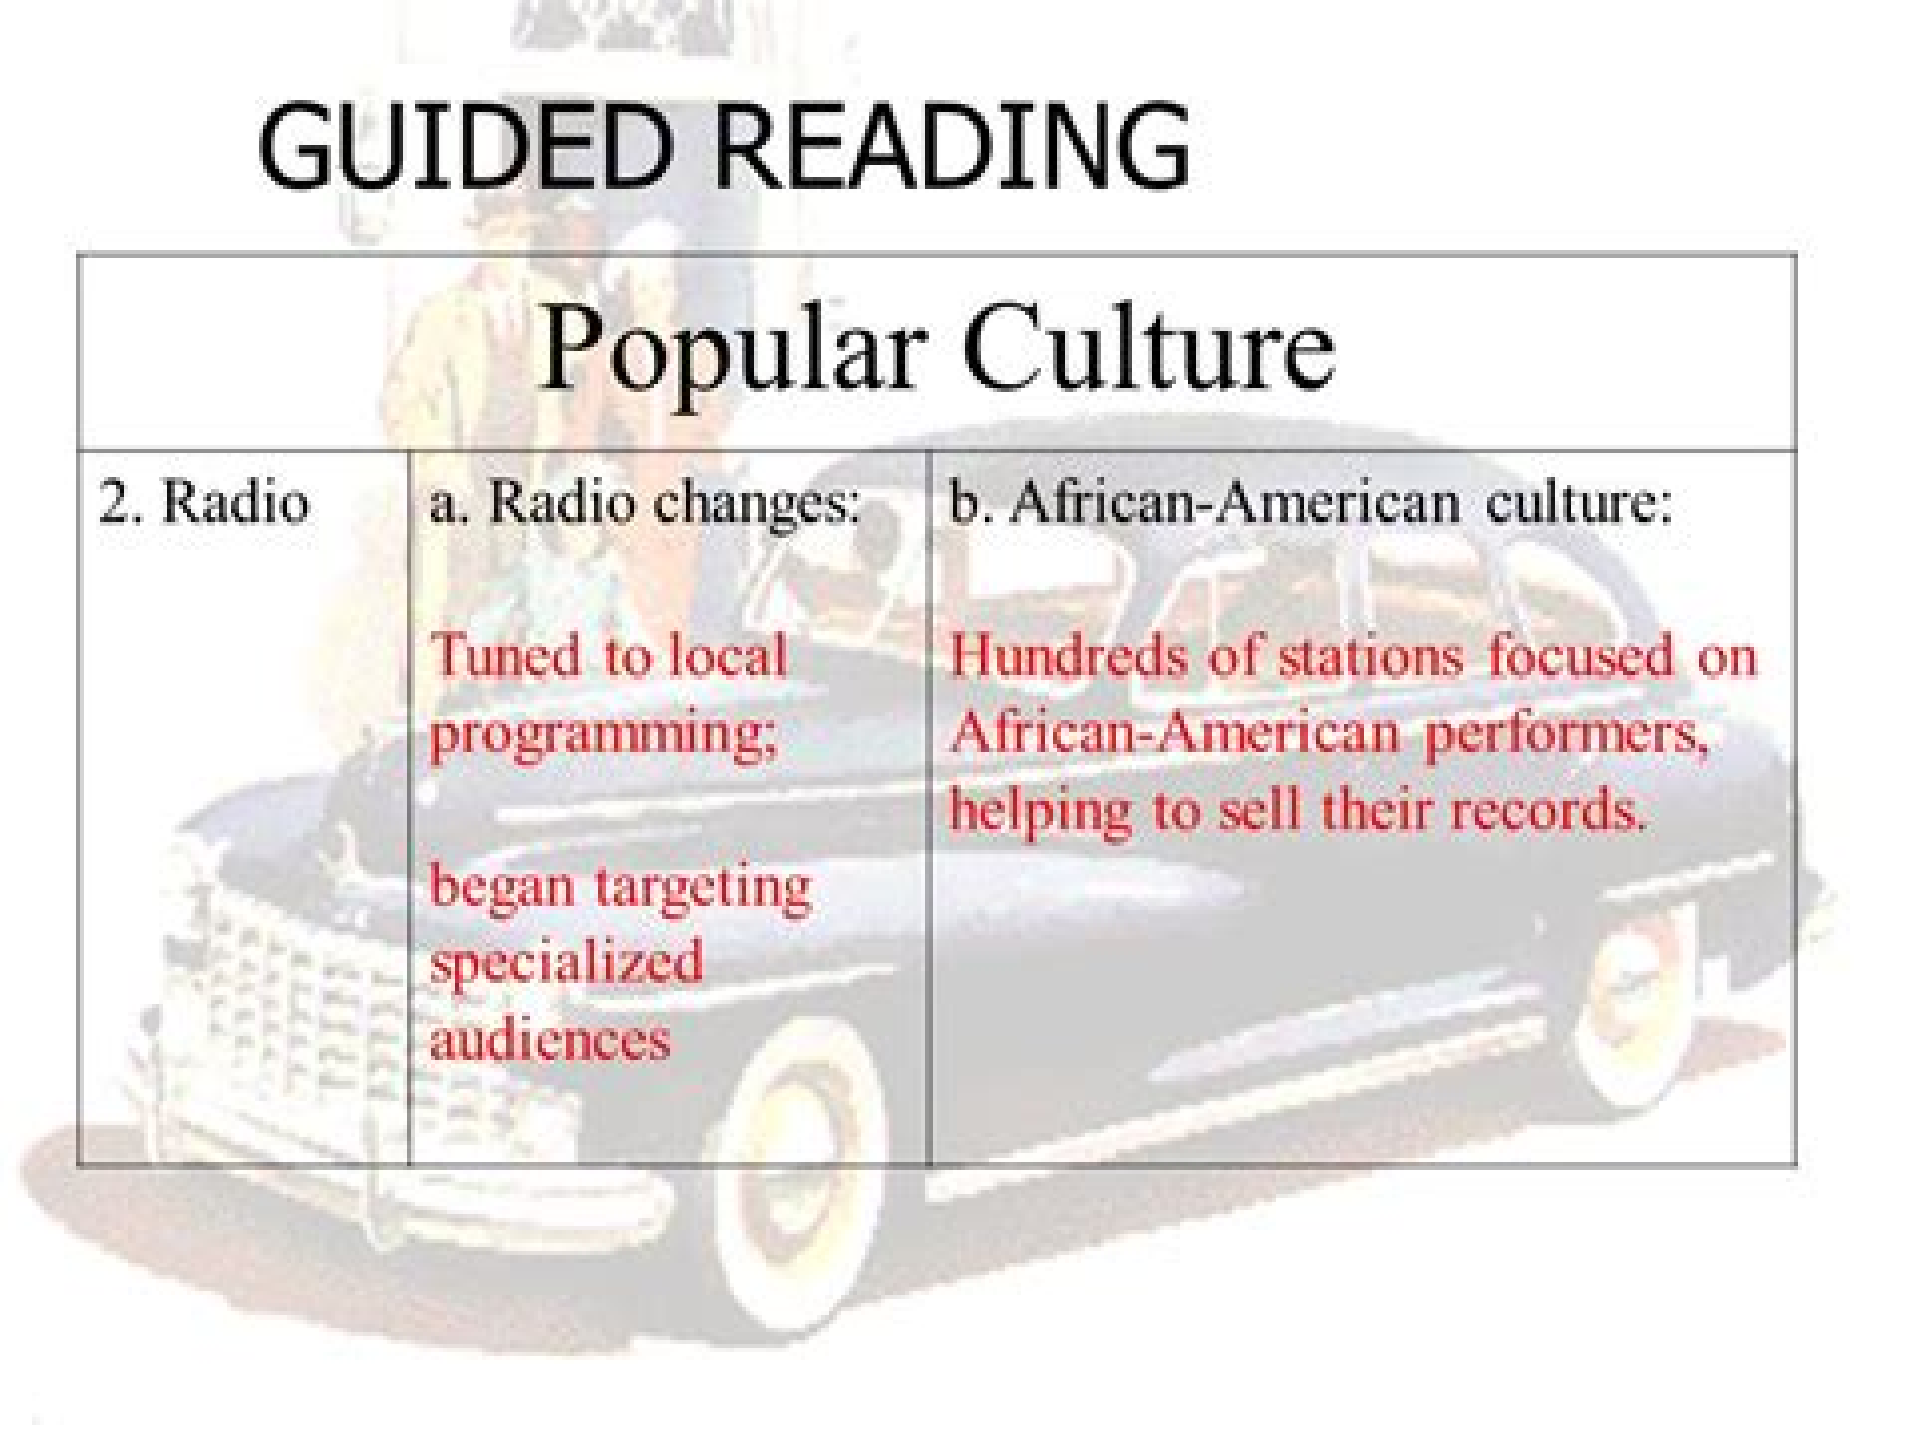 GUIDED READING
Popular Culture
2. Radio
a. Radio changes:
Tuned to local
programming;
began targeting
specialized
audiences
b. African-American culture:
Hundreds of stations focused on
African-American performers,
helping to sell their records.